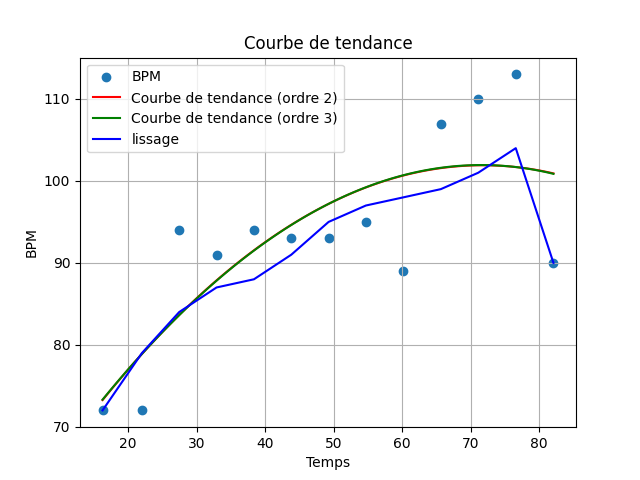 Courbe de tendance
BPM
Courbe de tendance (ordre 2)
Courbe de tendance (ordre 3)
lissage
110
100
90
80
70
BPM
20 30 40 50 60 70 80
Temps